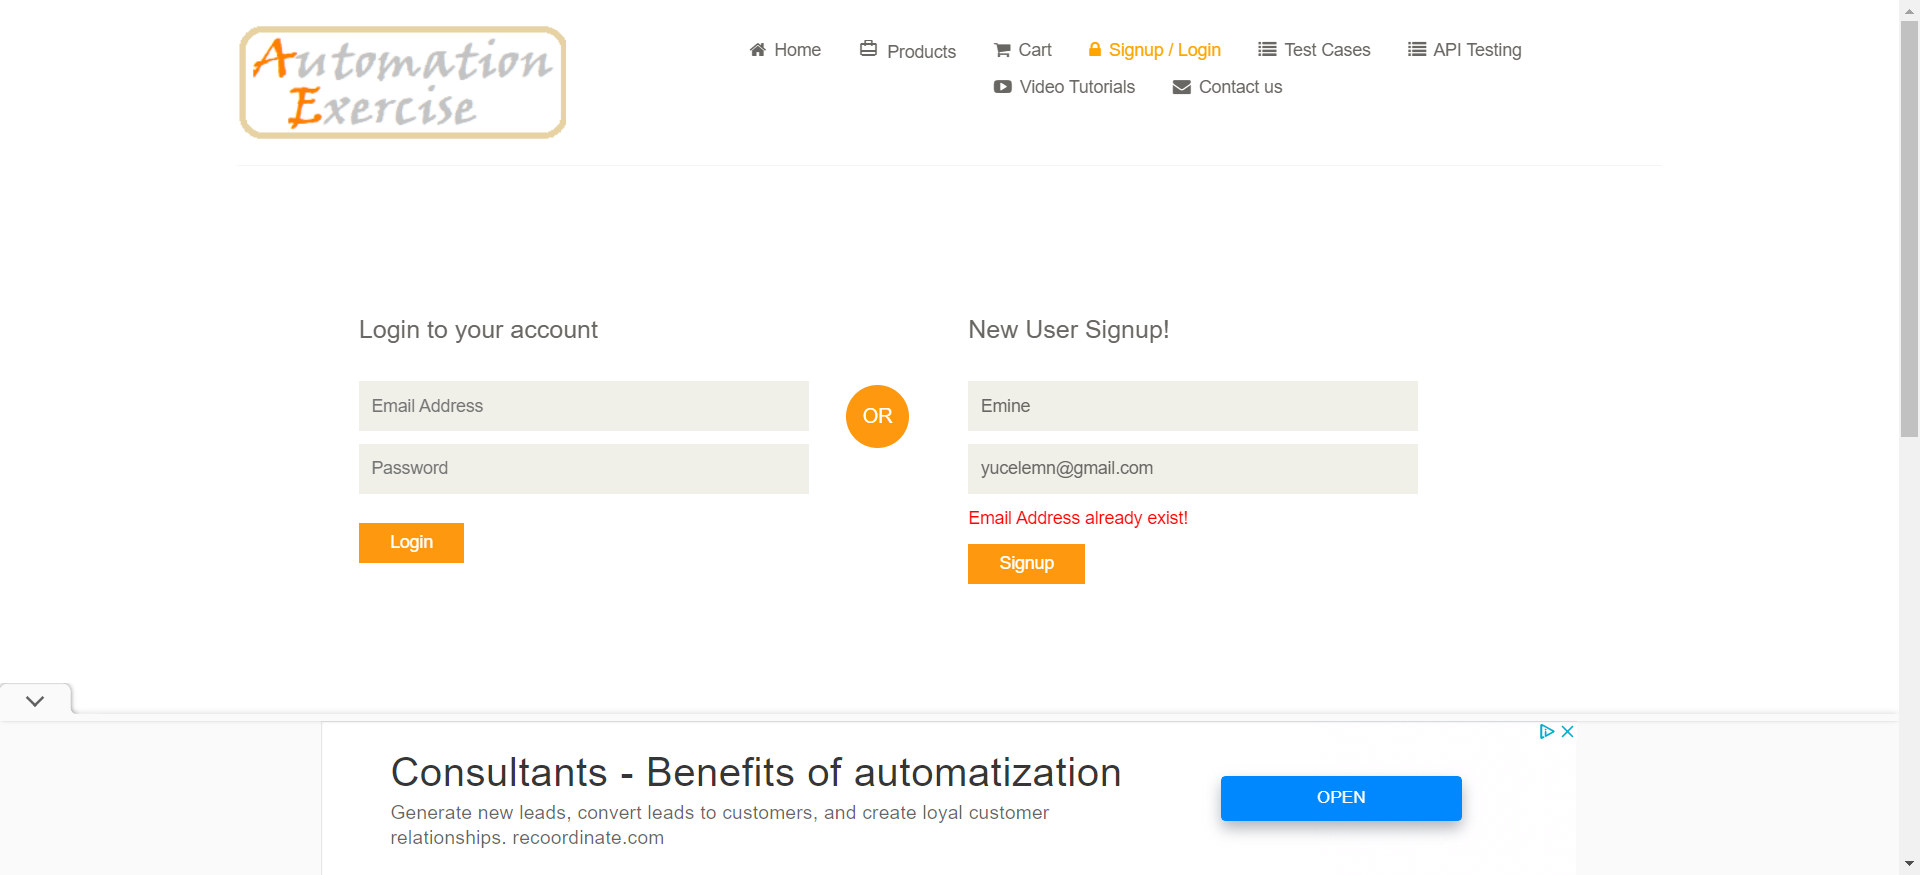 Automation
Exercise
Home
Products
Cart
Signup / Login
Test Cases
API Testing
Video Tutorials
Contact us
Login to your account
Email Address
Password
Login
OR
New User Signup!
Emine
yucelemn@gmail.com
Email Address already exist!
Signup
Consultants - Benefits of automatization
Generate new leads, convert leads to customers, and create loyal customer
relationships. recoordinate.com
OPEN